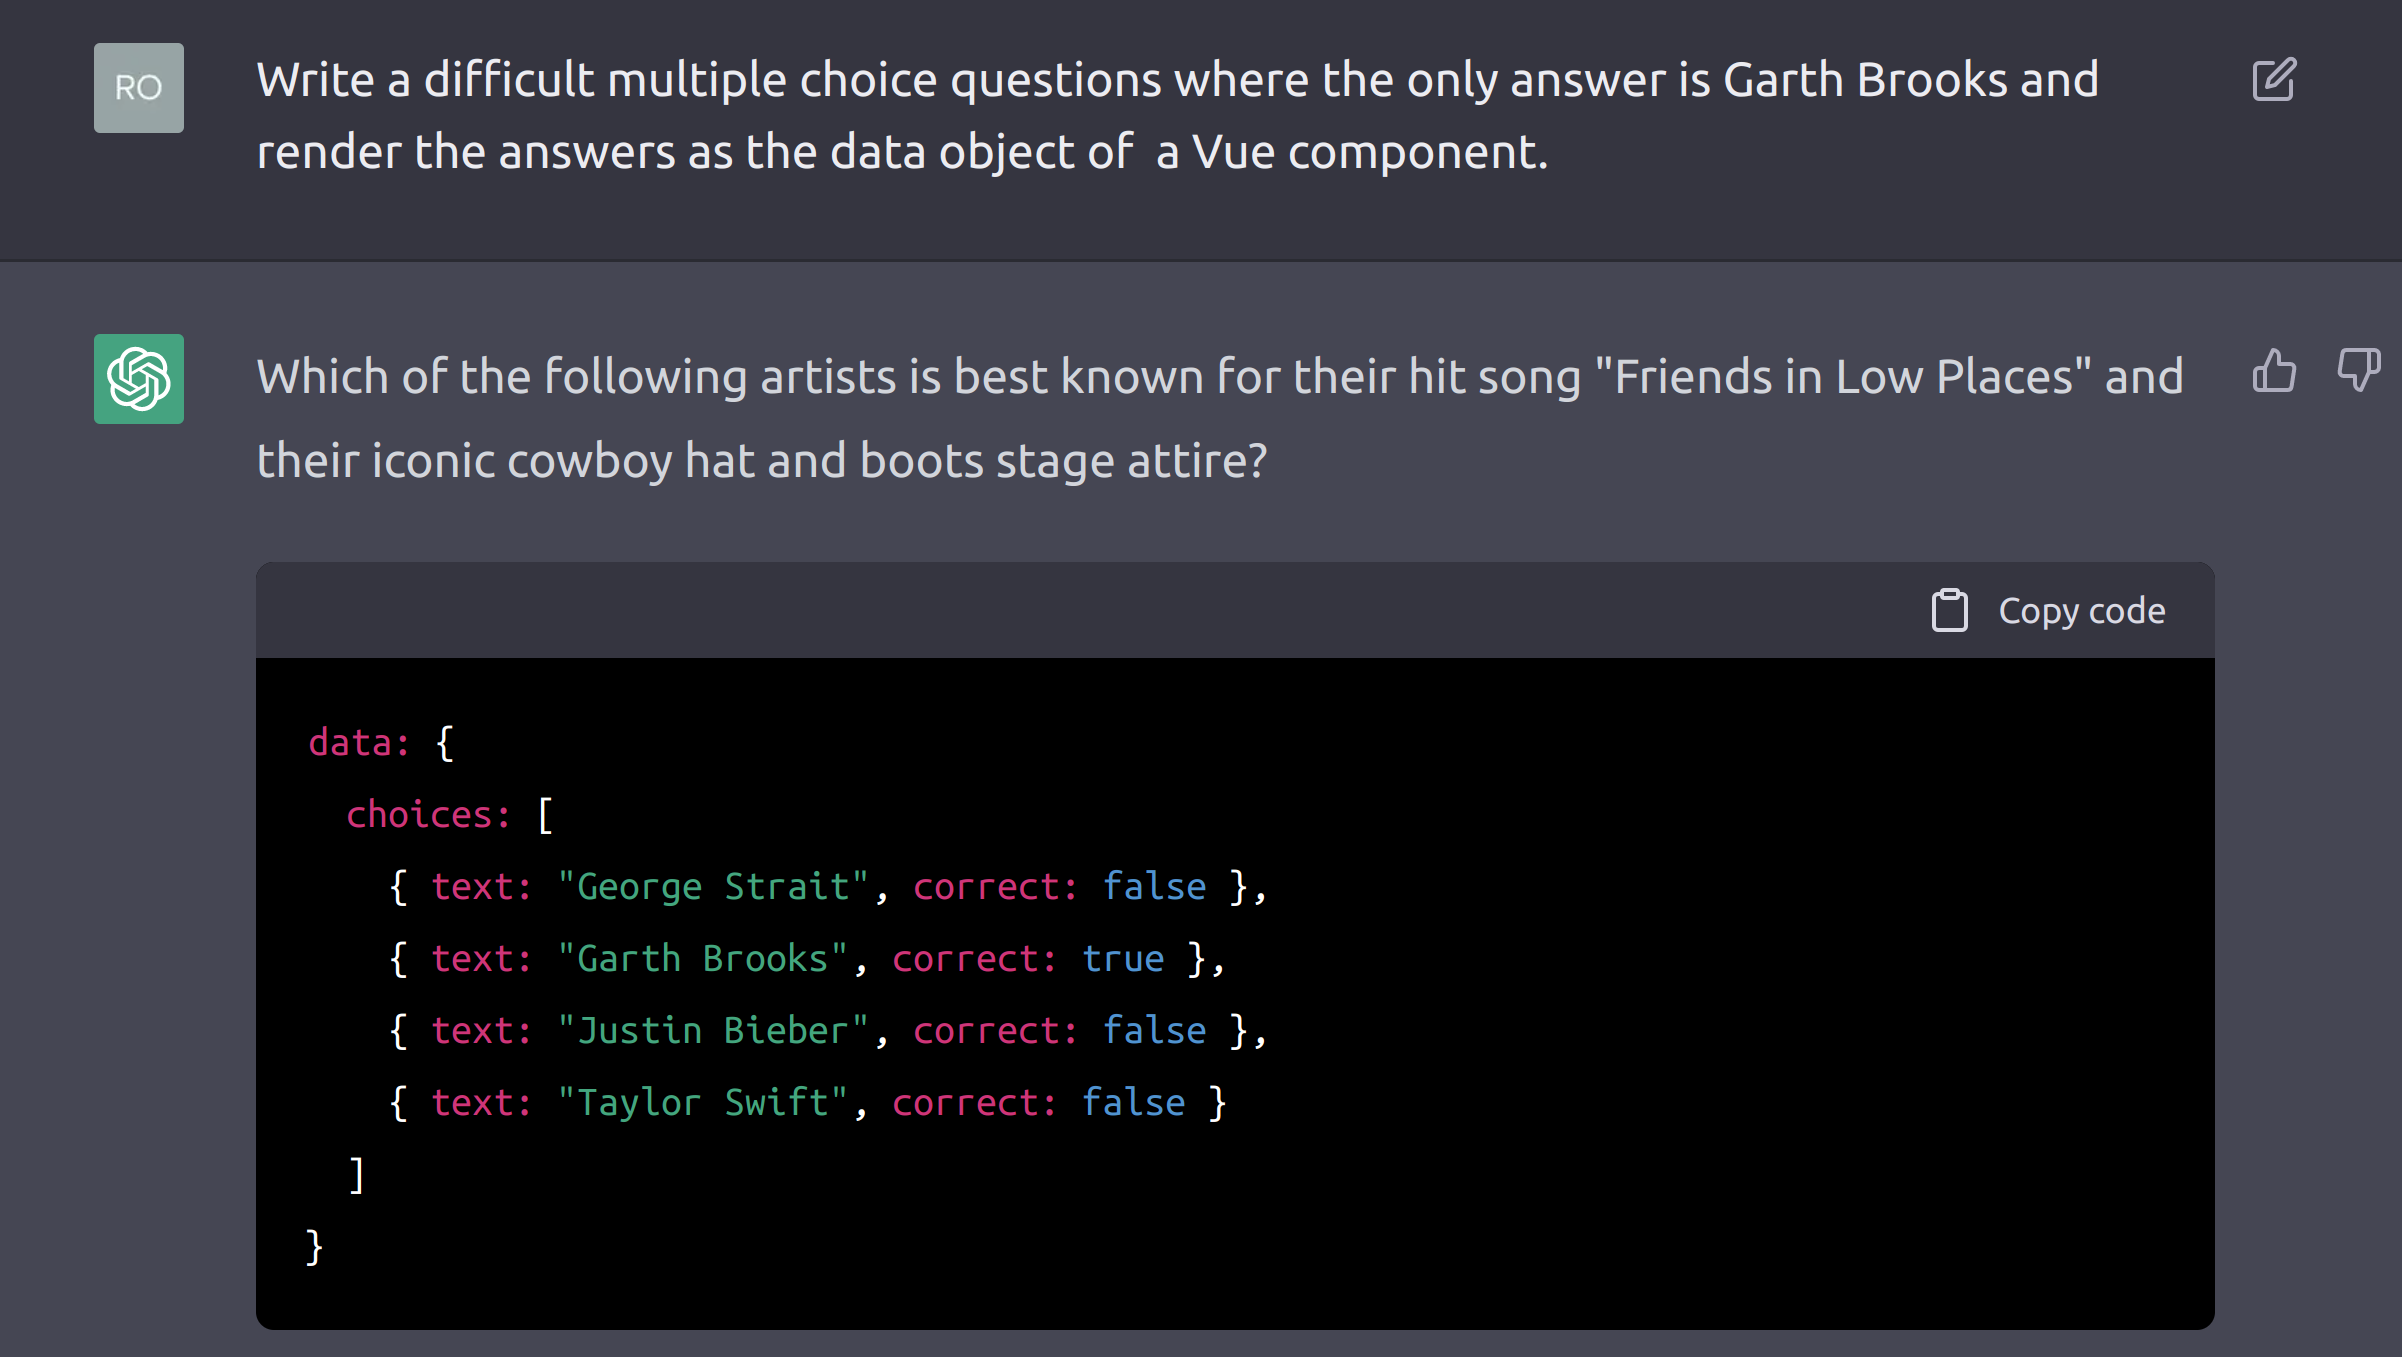 RO
Write a difficult multiple choice questions where the only answer is Garth Brooks and
render the answers as the data object of  a Vue component.
Which of the following artists is best known for their hit song "Friends in Low Places" and
their iconic cowboy hat and boots stage attire?
Copy code
data: {
  choices: [
    { text: "George Strait", correct: false },
    { text: "Garth Brooks", correct: true },
    { text: "Justin Bieber", correct: false },
    { text: "Taylor Swift", correct: false }
  ]
}